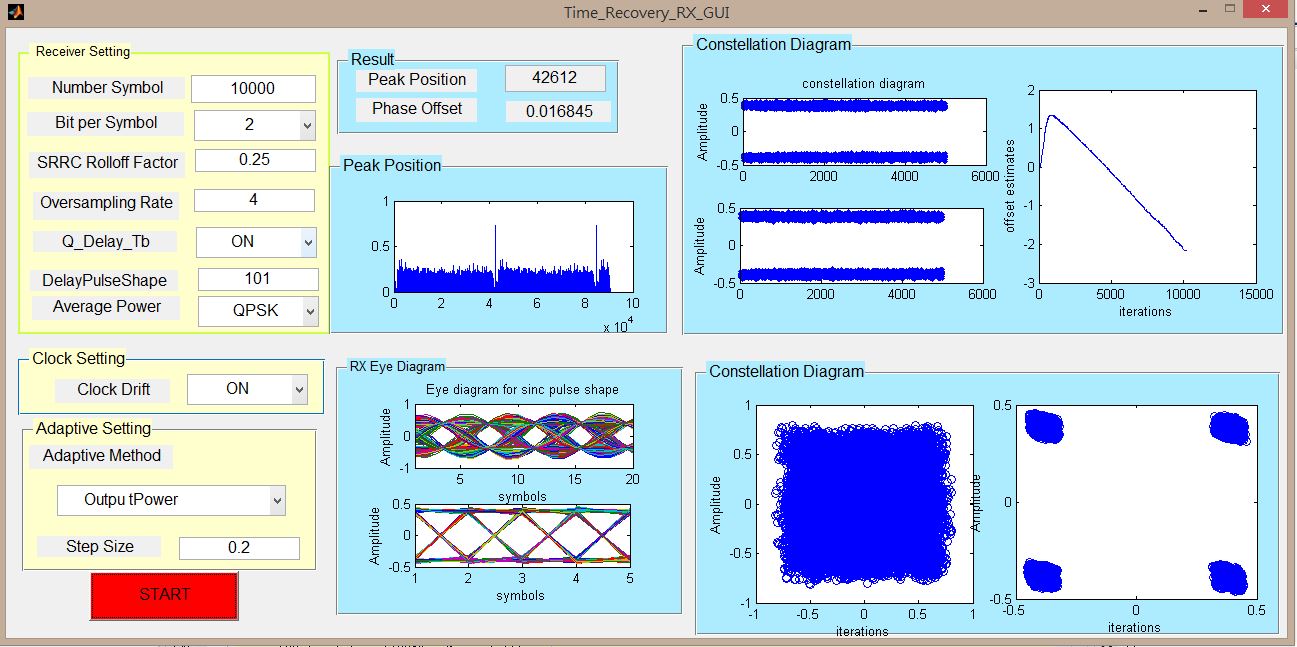 Time_Recovery_RX_GUI
Receiver Setting
Number Symbol 10000
Bit per Symbol 2
SRRC Rolloff Factor 0.25
Oversampling Rate 4
Q_Delay_Tb ON
DelayPulseShape 101
Average Power QPSK
Clock Setting
Clock Drift ON
Adaptive Setting
Adaptive Method
Outpu tPower
Step Size 0.2
START
Result
Peak Position 42612
Phase Offset 0.016845
Peak Position
1
0.5
0
0 2 4 6 8 10
x 10^4
RX Eye Diagram
Eye diagram for sinc pulse shape
Amplitude
1
0
-1
5 10 15 20
symbols
Amplitude
0.5
0
-0.5
1 2 3 4 5
symbols
Constellation Diagram
constellation diagram
Amplitude
0.5
0
-0.5
0 2000 4000 6000
Amplitude
0.5
0
-0.5
0 2000 4000 6000
offset estimates
2
1
0
-1
-2
-3
0 5000 10000 15000
iterations
Constellation Diagram
Amplitude
1
0.5
0
-0.5
-1
-1 -0.5 0 0.5 1
iterations
Amplitude
0.5
0
-0.5
-0.5 0 0.5
iterations